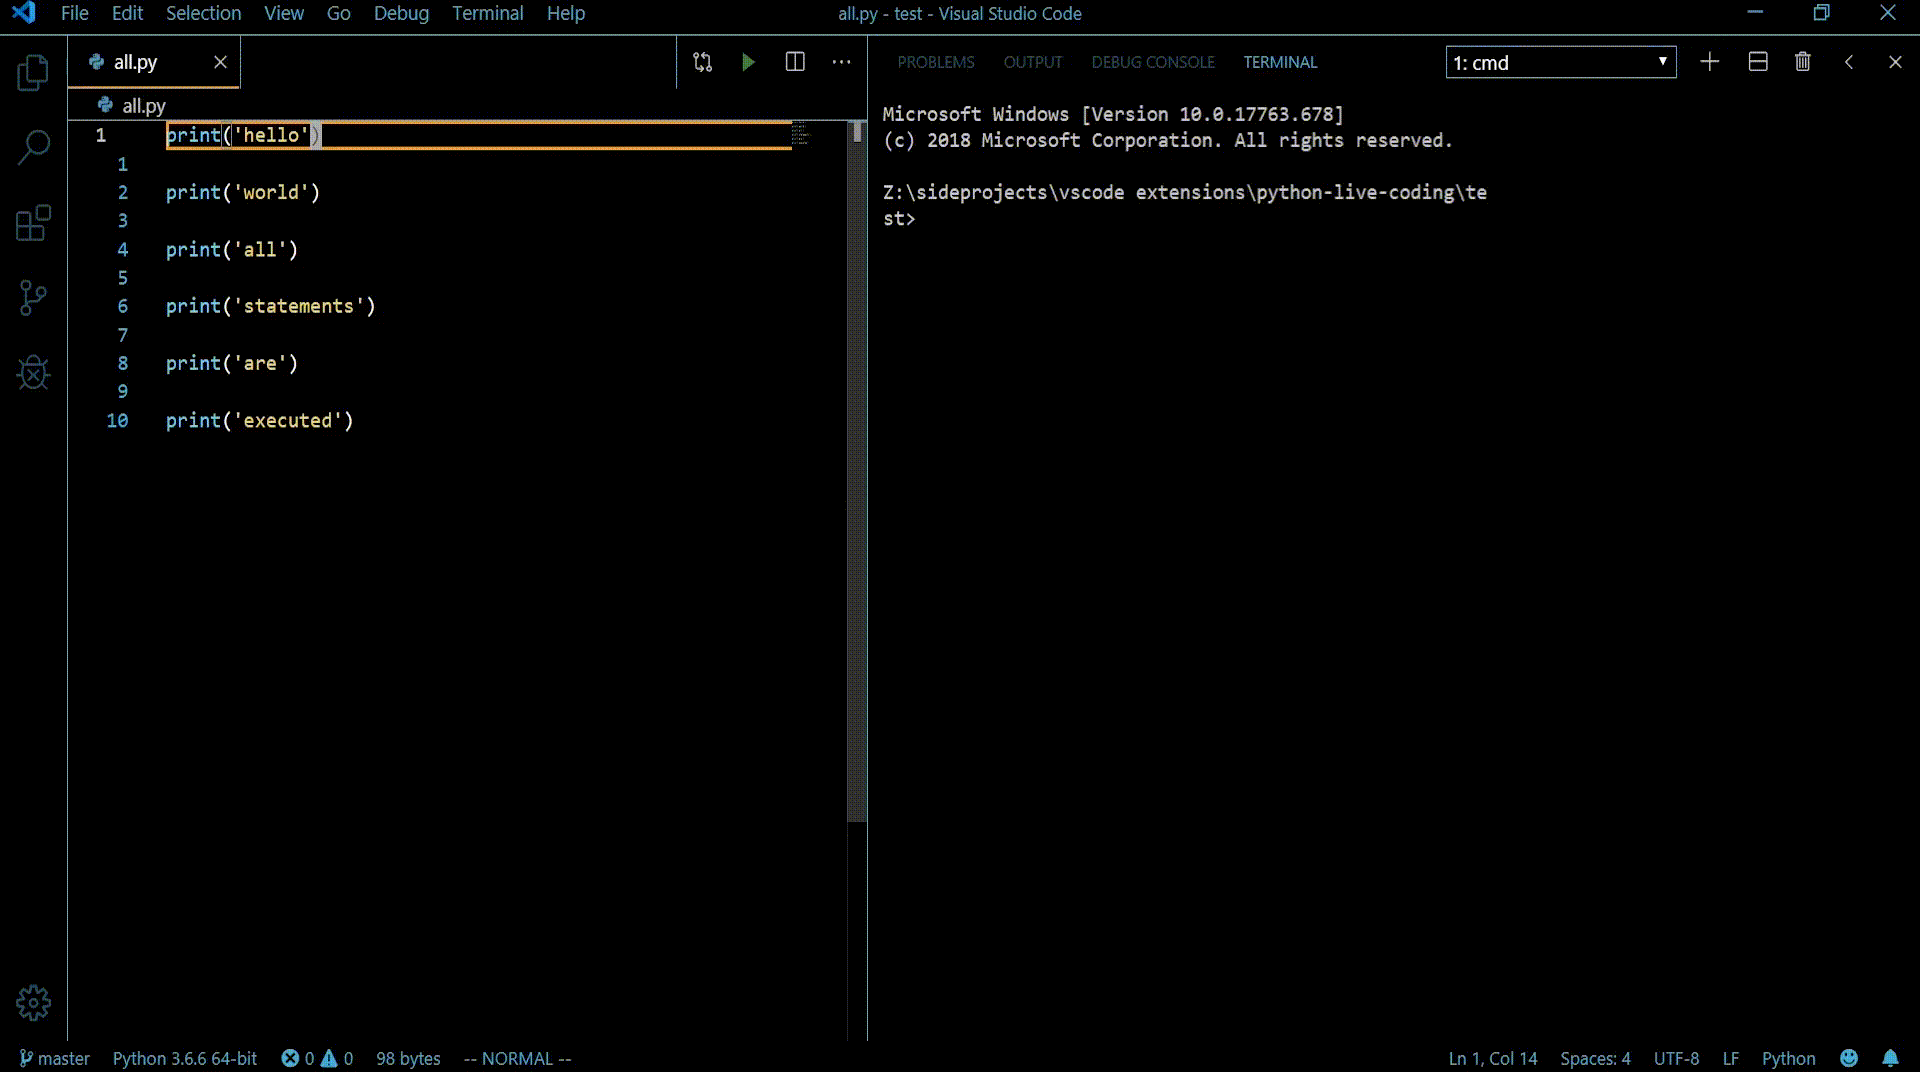 File Edit Selection View Go Debug Terminal Help
all.py - test - Visual Studio Code
all.py
PROBLEMS OUTPUT DEBUG CONSOLE TERMINAL
1: cmd
all.py
1 print('hello')
1
2 print('world')
3
4 print('all')
5
6 print('statements')
7
8 print('are')
9
10 print('executed')
Microsoft Windows [Version 10.0.17763.678]
(c) 2018 Microsoft Corporation. All rights reserved.
Z:\sideprojects\vscode extensions\python-live-coding\te
st>
master Python 3.6.6 64-bit 0 0 98 bytes -- NORMAL --
Ln 1, Col 14 Spaces: 4 UTF-8 LF Python